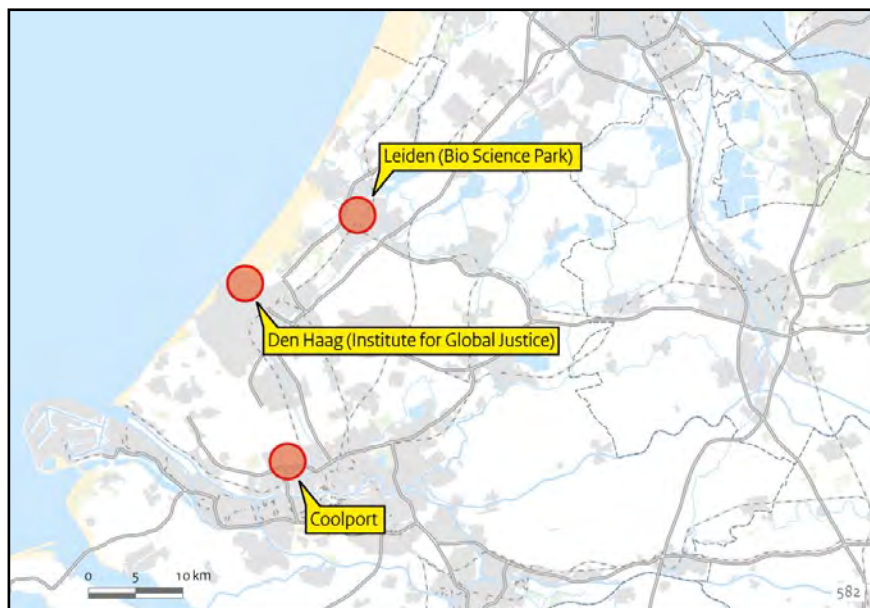 Leiden (Bio Science Park)
Den Haag (Institute for Global Justice)
Coolport
0 5 10 km
582